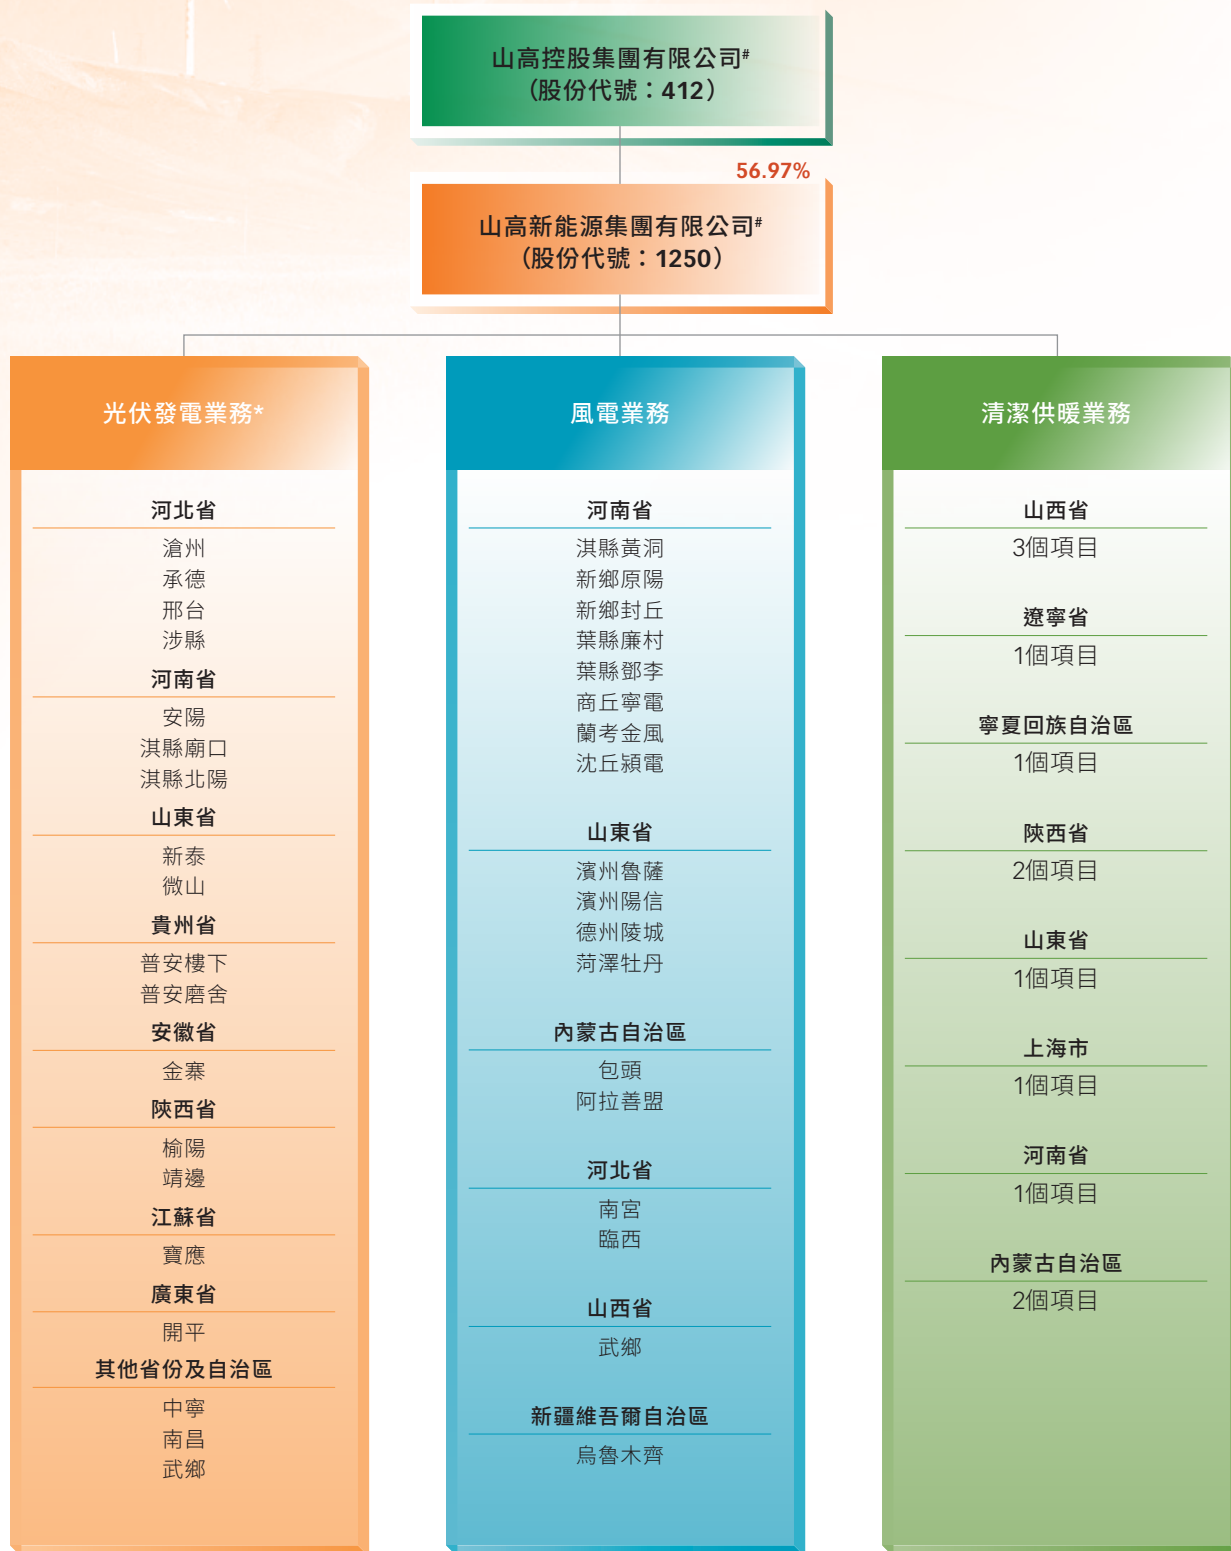 山高控股集團有限公司#
（股份代號：412）
56.97%
山高新能源集團有限公司#
（股份代號：1250）
光伏發電業務*
河北省
滄州
承德
邢台
涉縣
河南省
安陽
淇縣廟口
淇縣北陽
山東省
新泰
微山
貴州省
普安樓下
普安磨舍
安徽省
金寨
陝西省
榆陽
靖邊
江蘇省
寶應
廣東省
開平
其他省份及自治區
中寧
南昌
武鄉
風電業務
河南省
淇縣黃洞
新鄉原陽
新鄉封丘
葉縣廉村
葉縣鄧李
商丘寧電
蘭考金風
沈丘潁電
山東省
濱州魯薩
濱州陽信
德州陵城
菏澤牡丹
內蒙古自治區
包頭
阿拉善盟
河北省
南宮
臨西
山西省
武鄉
新疆維吾爾自治區
烏魯木齊
清潔供暖業務
山西省
3個項目
遼寧省
1個項目
寧夏回族自治區
1個項目
陝西省
2個項目
山東省
1個項目
上海市
1個項目
河南省
1個項目
內蒙古自治區
2個項目